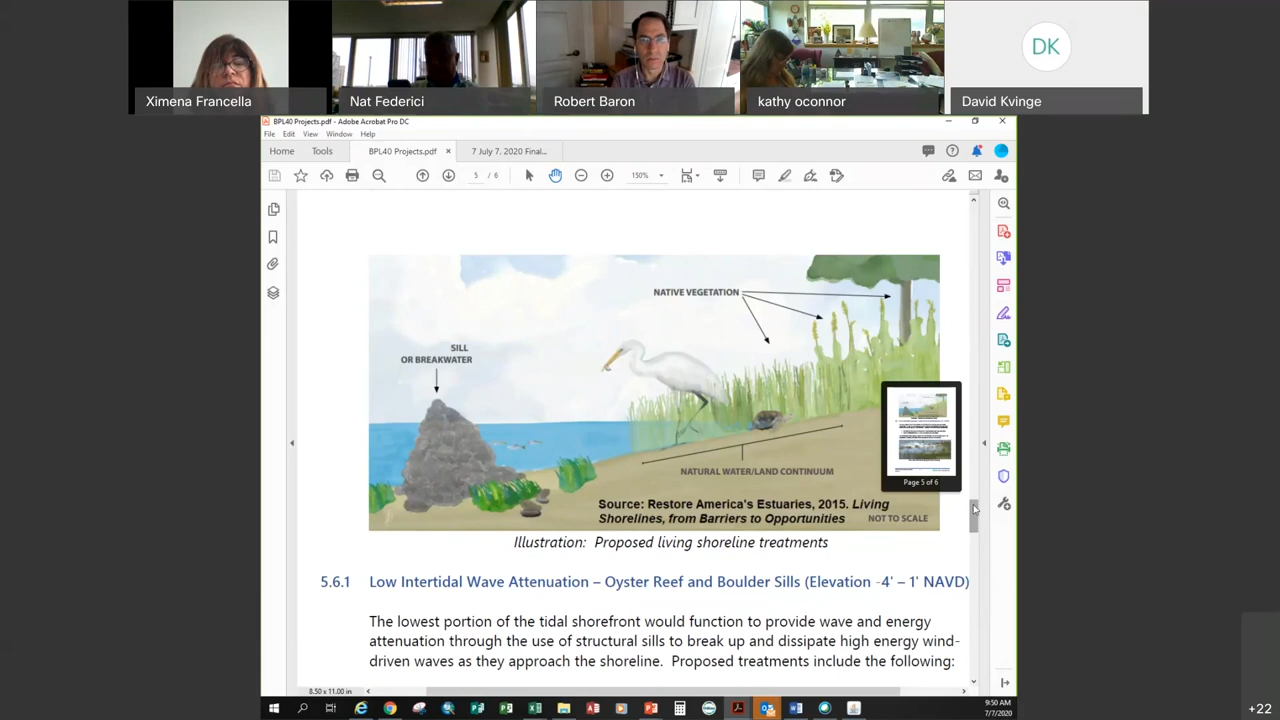 Ximena Francella
Nat Federici
Robert Baron
kathy oconnor
DK
David Kvinge
BPL40 Projects.pdf - Adobe Acrobat Pro DC
File Edit View Window Help
Home Tools BPL40 Projects.pdf × 7 July 7, 2020 Final...
5 / 6 150%
NATIVE VEGETATION
SILL
OR BREAKWATER
NATURAL WATER/LAND CONTINUUM
Page 5 of 6
Source: Restore America's Estuaries, 2015. Living
Shorelines, from Barriers to Opportunities
NOT TO SCALE
Illustration: Proposed living shoreline treatments
5.6.1 Low Intertidal Wave Attenuation – Oyster Reef and Boulder Sills (Elevation -4' – 1' NAVD)
The lowest portion of the tidal shorefront would function to provide wave and energy
attenuation through the use of structural sills to break up and dissipate high energy wind-
driven waves as they approach the shoreline. Proposed treatments include the following:
8.50 x 11.00 in
9:50 AM
7/7/2020
+22